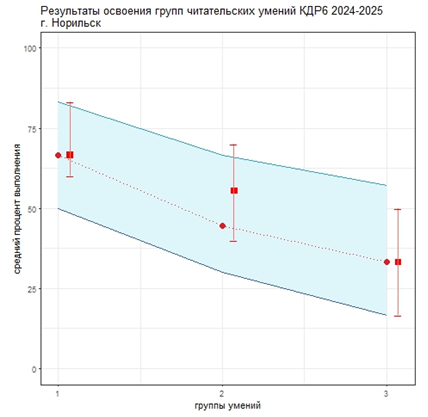 Результаты освоения групп читательских умений КДР6 2024-2025
г. Норильск
100
75
50
25
0
средний процент выполнения
1
2
3
группы умений